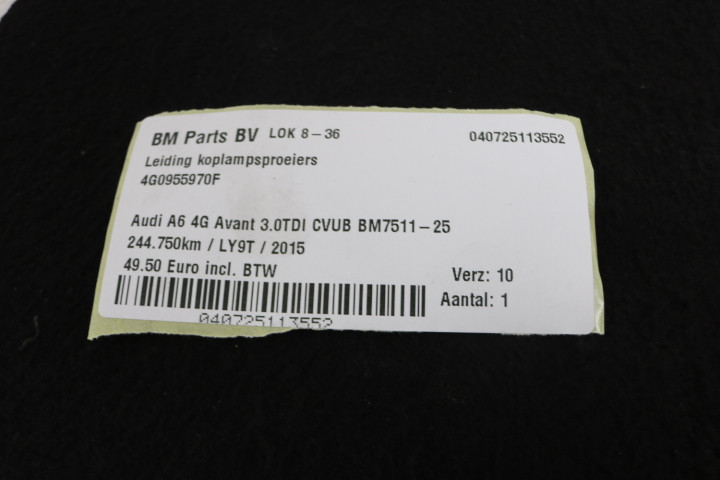 BM Parts BV LOK 8-36 040725113552
Leiding koplampsproeiers
4G0955970F
Audi A6 4G Avant 3.0TDI CVUB BM7511-25
244.750km / LY9T / 2015
49.50 Euro incl. BTW
Verz: 10
Aantal: 1
040725113552